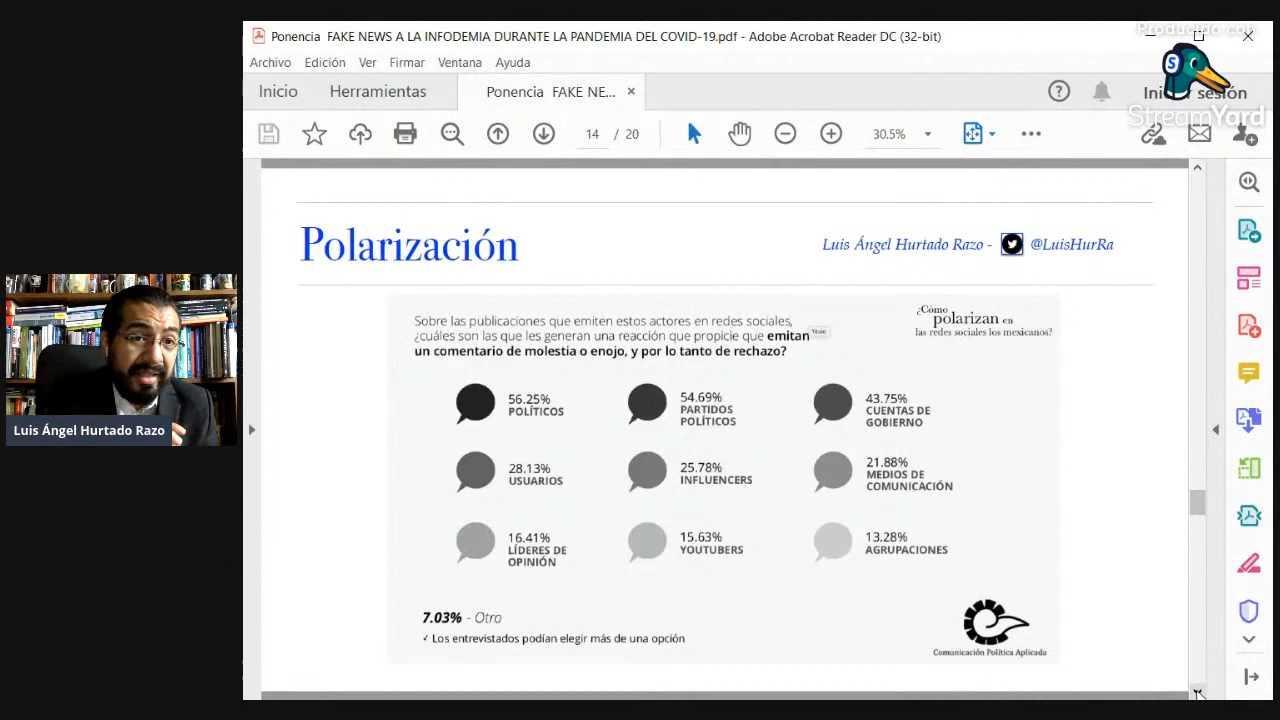 Producido con
StreamYard
Ponencia FAKE NEWS A LA INFODEMIA DURANTE LA PANDEMIA DEL COVID-19.pdf - Adobe Acrobat Reader DC (32-bit)
Archivo Edición Ver Firmar Ventana Ayuda
Inicio Herramientas Ponencia FAKE NE... ×
14 / 20 30.5%
Polarización
Luis Ángel Hurtado Razo - @LuisHurRa
Sobre las publicaciones que emiten estos actores en redes sociales,
¿cuáles son las que les generan una reacción que propicie que emitan
un comentario de molestia o enojo, y por lo tanto de rechazo?
Título
¿Cómo
polarizan en
las redes sociales los mexicanos?
56.25%
POLÍTICOS
54.69%
PARTIDOS
POLÍTICOS
43.75%
CUENTAS DE
GOBIERNO
28.13%
USUARIOS
25.78%
INFLUENCERS
21.88%
MEDIOS DE
COMUNICACIÓN
16.41%
LÍDERES DE
OPINIÓN
15.63%
YOUTUBERS
13.28%
AGRUPACIONES
7.03% - Otro
✓ Los entrevistados podían elegir más de una opción
Comunicación Política Aplicada
Luis Ángel Hurtado Razo